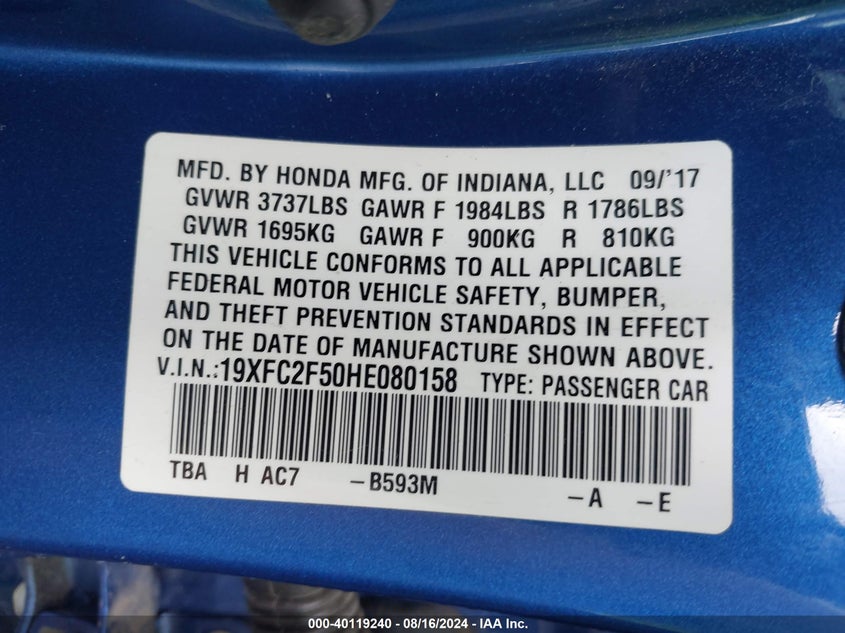 MFD. BY HONDA MFG. OF INDIANA, LLC 09/'17
GVWR 3737LBS GAWR F 1984LBS R 1786LBS
GVWR 1695KG GAWR F 900KG R 810KG
THIS VEHICLE CONFORMS TO ALL APPLICABLE
FEDERAL MOTOR VEHICLE SAFETY, BUMPER,
AND THEFT PREVENTION STANDARDS IN EFFECT
ON THE DATE OF MANUFACTURE SHOWN ABOVE.
V.I.N.:19XFC2F50HE080158 TYPE: PASSENGER CAR
TBA H AC7 –B593M –A –E
000-40119240 - 08/16/2024 - IAA Inc.